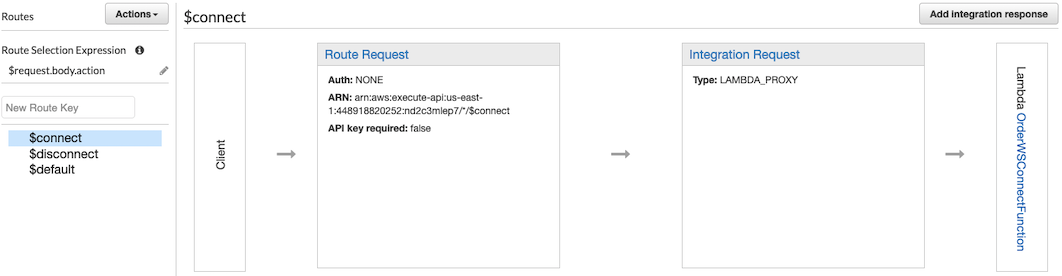 Routes
Actions
Route Selection Expression
$request.body.action
New Route Key
$connect
$disconnect
$default
$connect
Add integration response
Client
Route Request
Auth: NONE
ARN: arn:aws:execute-api:us-east-
1:448918820252:nd2c3mlep7/*/$connect
API key required: false
Integration Request
Type: LAMBDA_PROXY
Lambda OrderWSConnectFunction